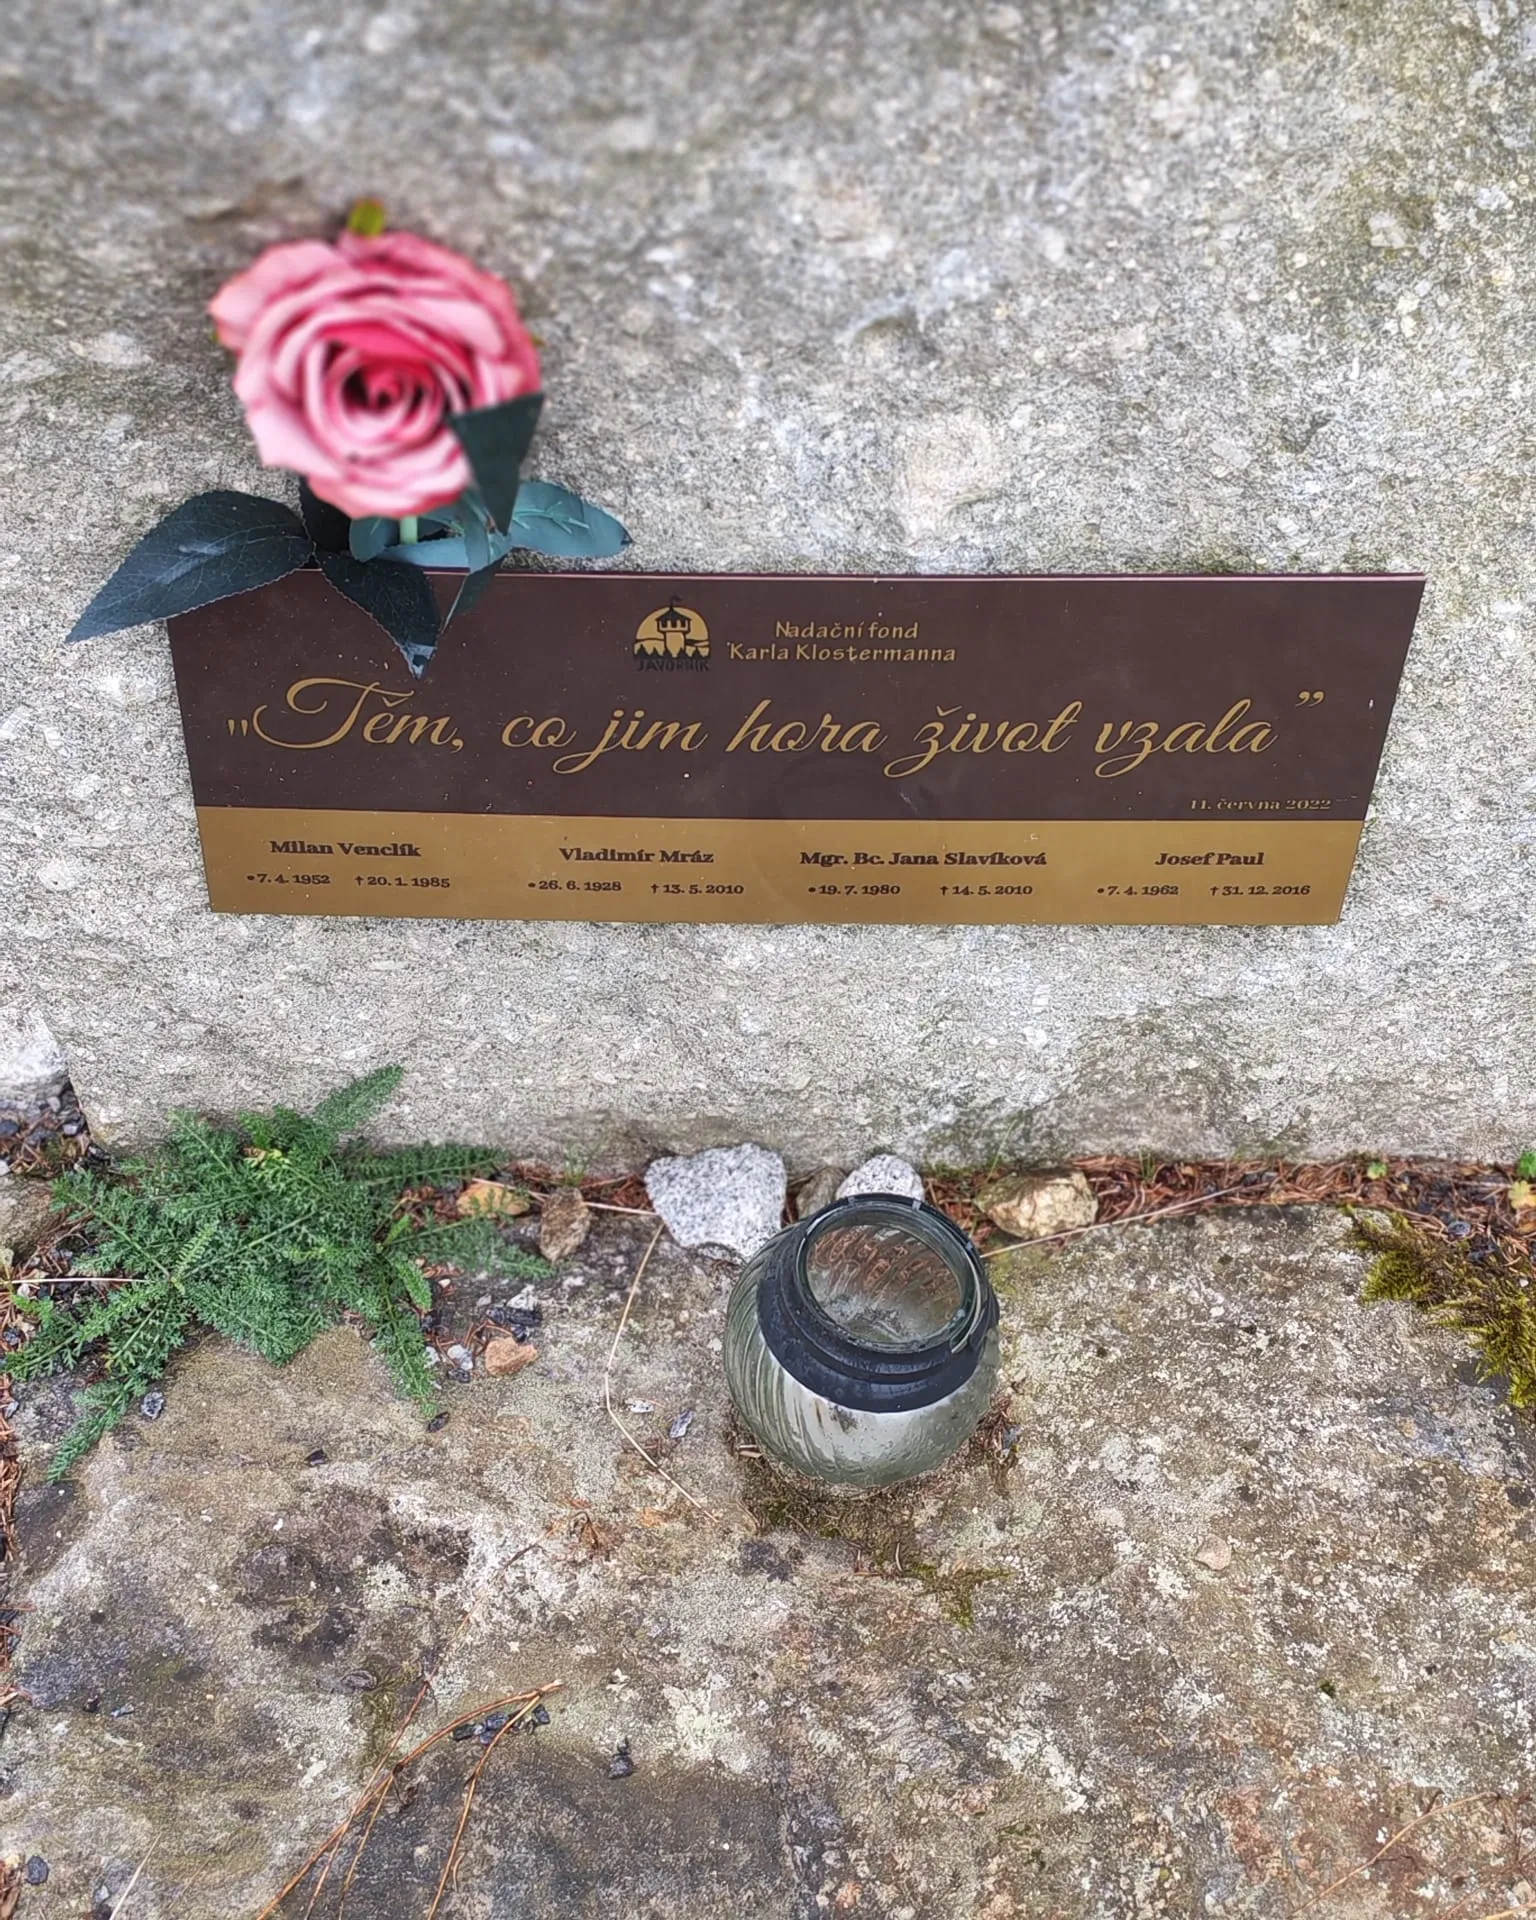 JAVORNÍK
Nadační fond
Karla Klostermanna
„Těm, co jim hora život vzala”
11. června 2022
Milan Venclík
• 7. 4. 1952 † 20. 1. 1985
Vladimír Mráz
• 26. 6. 1928 † 13. 5. 2010
Mgr. Bc. Jana Slavíková
• 19. 7. 1980 † 14. 5. 2010
Josef Paul
• 7. 4. 1962 † 31. 12. 2016